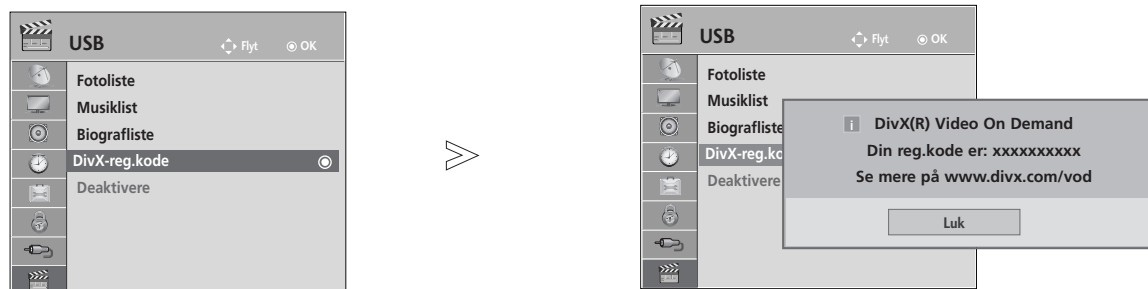 USB
Flyt
OK
Fotoliste
Musiklist
Biografliste
DivX-reg.kode
Deaktivere
USB
Flyt
OK
Fotoliste
Musiklist
Biografliste
DivX-reg.ko
Deaktivere
i DivX(R) Video On Demand
Din reg.kode er: xxxxxxxxxx
Se mere på www.divx.com/vod
Luk